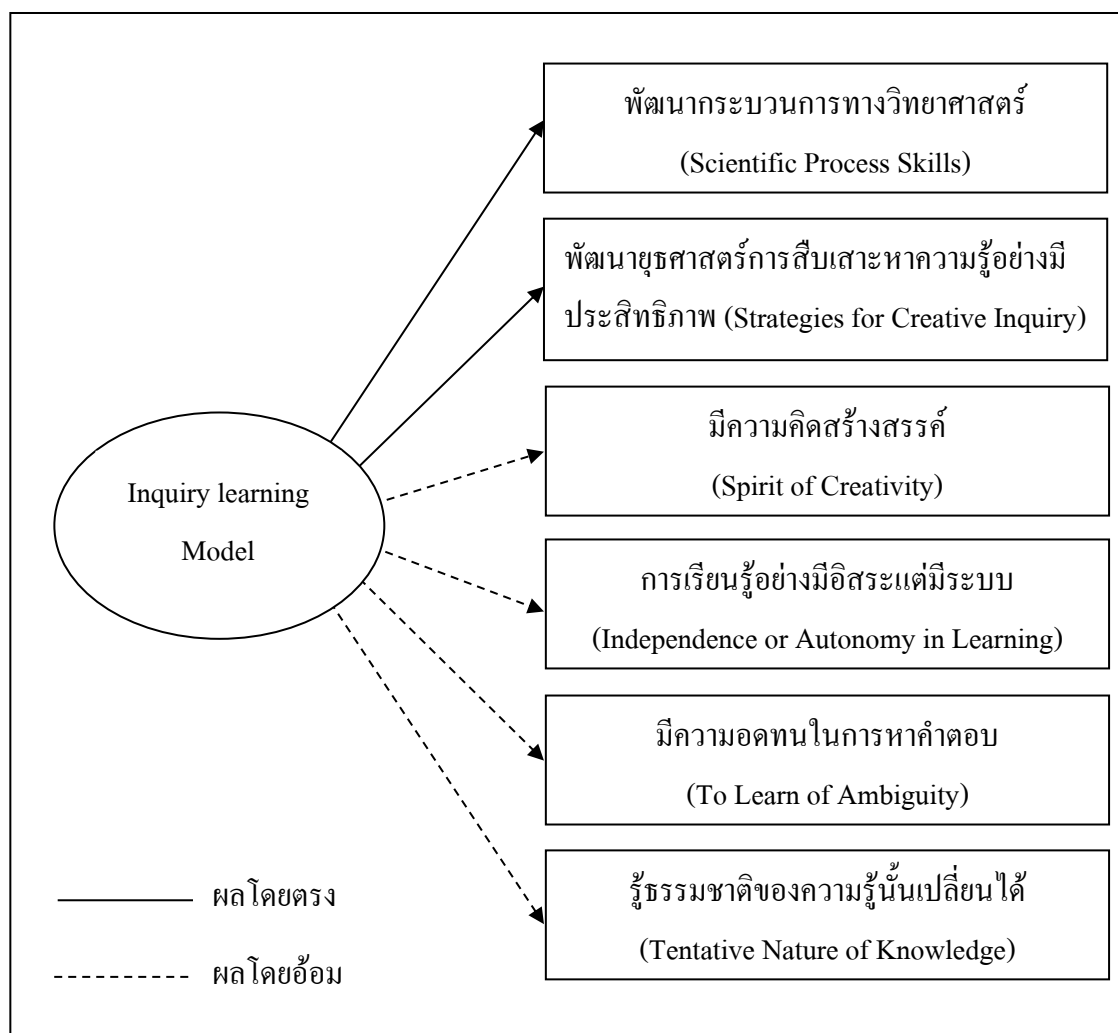 พัฒนากระบวนการทางวิทยาศาสตร์
(Scientific Process Skills)
พัฒนายุธศาสตร์การสืบเสาะหาความรู้อย่างมี
ประสิทธิภาพ (Strategies for Creative Inquiry)
มีความคิดสร้างสรรค์
(Spirit of Creativity)
Inquiry learning
Model
การเรียนรู้อย่างมีอิสระแต่มีระบบ
(Independence or Autonomy in Learning)
มีความอดทนในการหาคำตอบ
(To Learn of Ambiguity)
รู้ธรรมชาติของความรู้นั้นเปลี่ยนได้
(Tentative Nature of Knowledge)
ผลโดยตรง
ผลโดยอ้อม